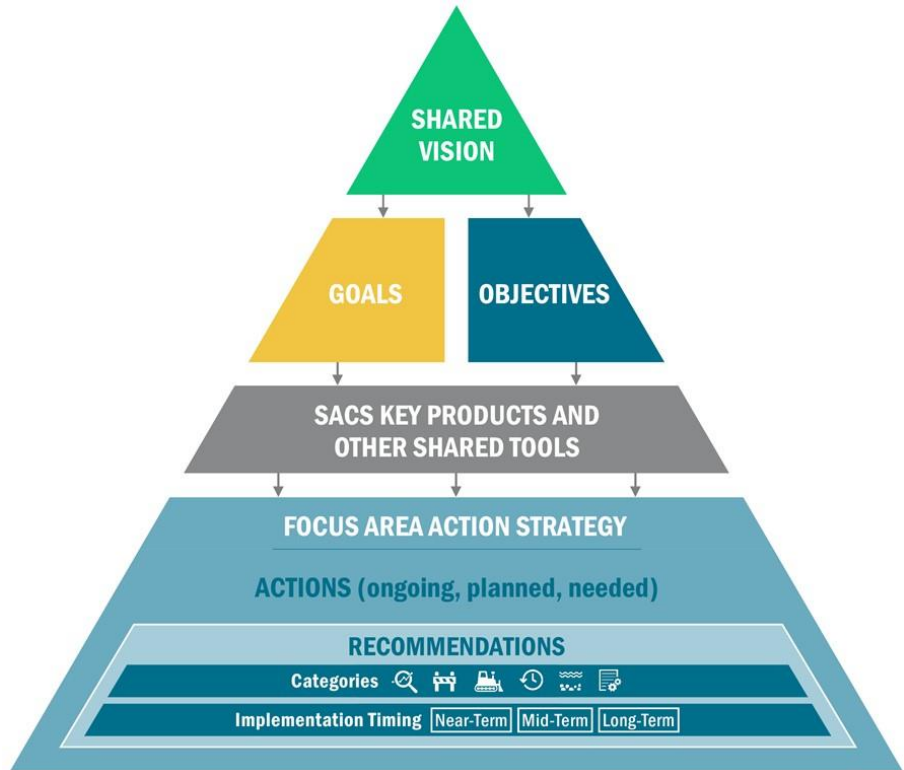 SHARED
VISION
GOALS
OBJECTIVES
SACS KEY PRODUCTS AND
OTHER SHARED TOOLS
FOCUS AREA ACTION STRATEGY
ACTIONS (ongoing, planned, needed)
RECOMMENDATIONS
Categories
Implementation Timing Near-Term Mid-Term Long-Term